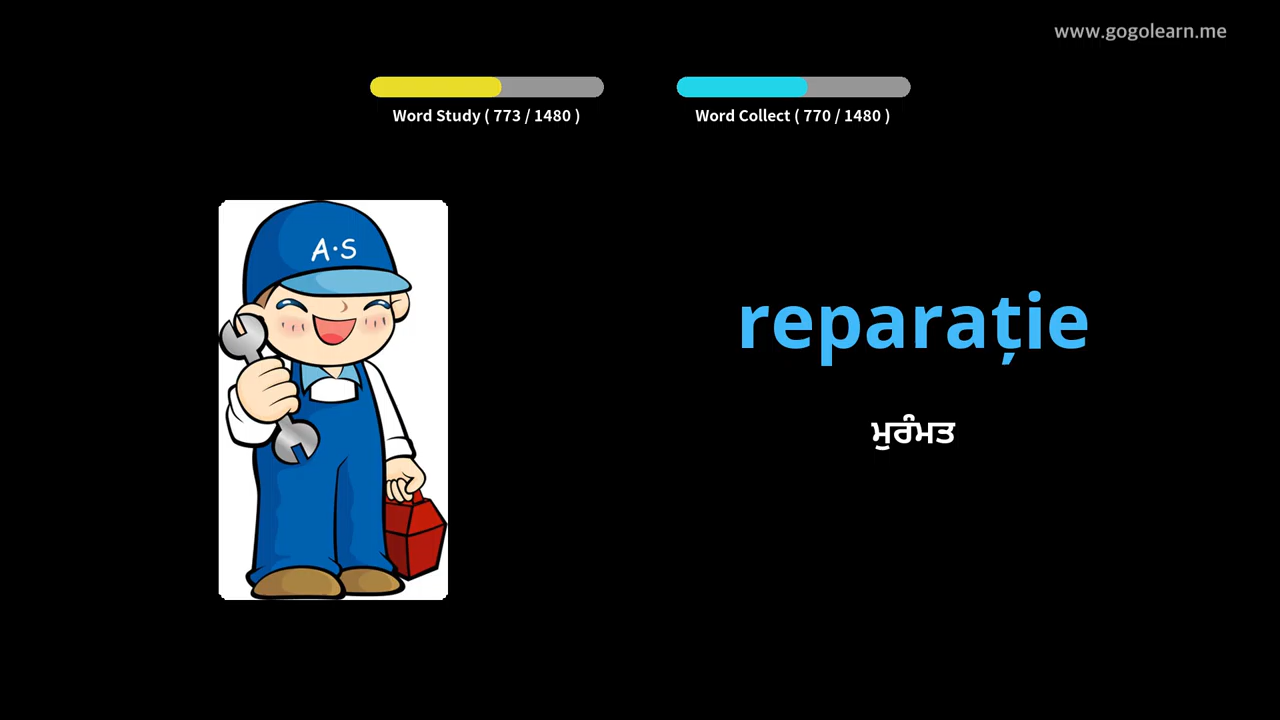 www.gogolearn.me
Word Study ( 773 / 1480 )
Word Collect ( 770 / 1480 )
A·S
reparație
ਮੁਰੰਮਤ